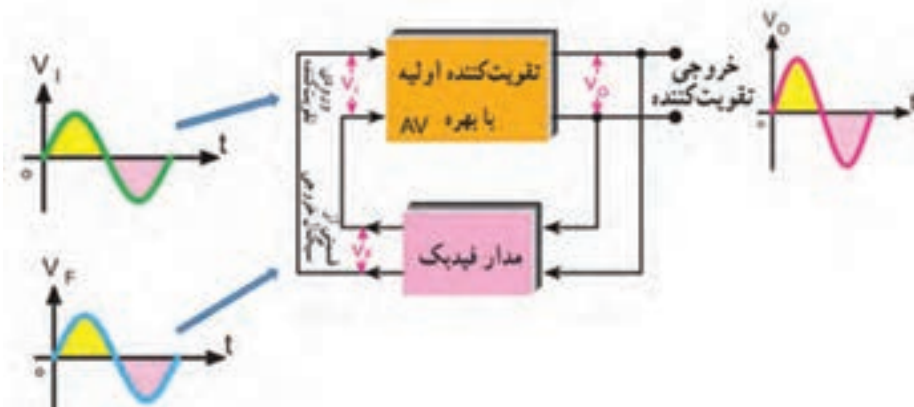 V I
t
o
V F
t
o
تقویت‌کننده اولیه
با بهره
AV
V o
مدار فیدبک
V F
خروجی
تقویت‌کننده
V O
t
o